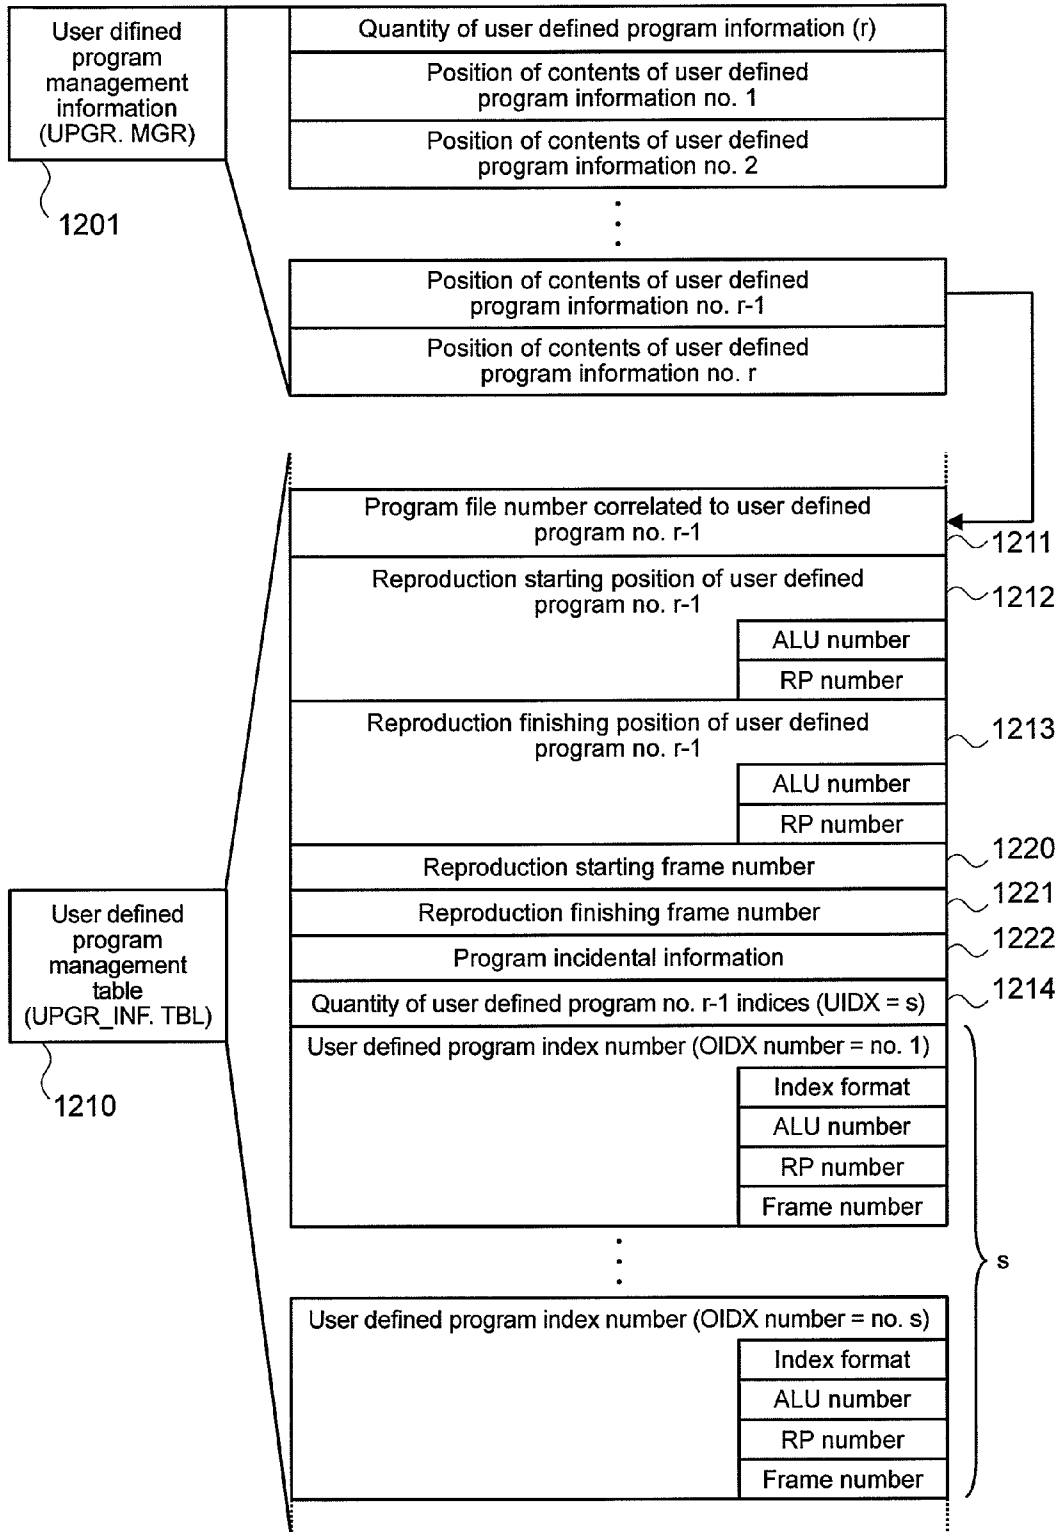 User difined
program
management
information
(UPGR. MGR)
1201
Quantity of user defined program information (r)
Position of contents of user defined
program information no. 1
Position of contents of user defined
program information no. 2
Position of contents of user defined
program information no. r-1
Position of contents of user defined
program information no. r
Program file number correlated to user defined
program no. r-1
1211
Reproduction starting position of user defined
program no. r-1
1212
ALU number
RP number
Reproduction finishing position of user defined
program no. r-1
1213
ALU number
RP number
Reproduction starting frame number
1220
Reproduction finishing frame number
1221
Program incidental information
1222
Quantity of user defined program no. r-1 indices (UIDX = s)
1214
User defined
program
management
table
(UPGR_INF. TBL)
1210
User defined program index number (OIDX number = no. 1)
Index format
ALU number
RP number
Frame number
s
User defined program index number (OIDX number = no. s)
Index format
ALU number
RP number
Frame number